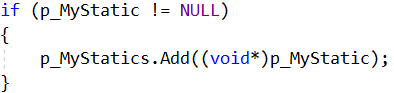 if (p_MyStatic != NULL)
{
p_MyStatics.Add((void*)p_MyStatic);
}